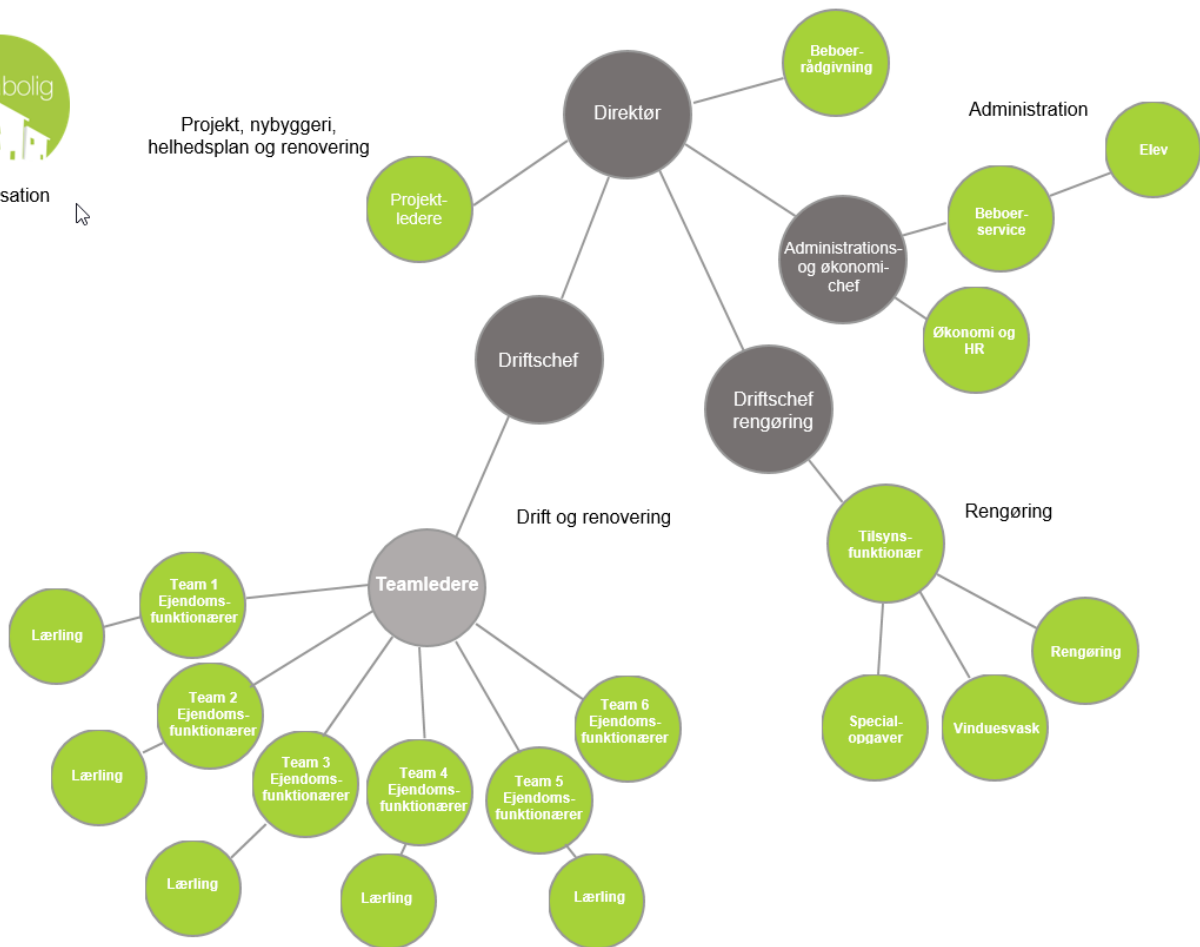 bolig
sation
Projekt, nybyggeri,
helhedsplan og renovering
Projekt-
ledere
Direktør
Beboer-
rådgivning
Administration
Elev
Beboer-
service
Administrations-
og økonomi-
chef
Økonomi og
HR
Driftschef
Driftschef
rengøring
Drift og renovering
Rengøring
Tilsyns-
funktionær
Rengøring
Special-
opgaver
Vinduesvask
Teamledere
Team 1
Ejendoms-
funktionærer
Lærling
Team 2
Ejendoms-
funktionærer
Lærling
Team 3
Ejendoms-
funktionærer
Lærling
Team 4
Ejendoms-
funktionærer
Lærling
Team 5
Ejendoms-
funktionærer
Lærling
Team 6
Ejendoms-
funktionærer